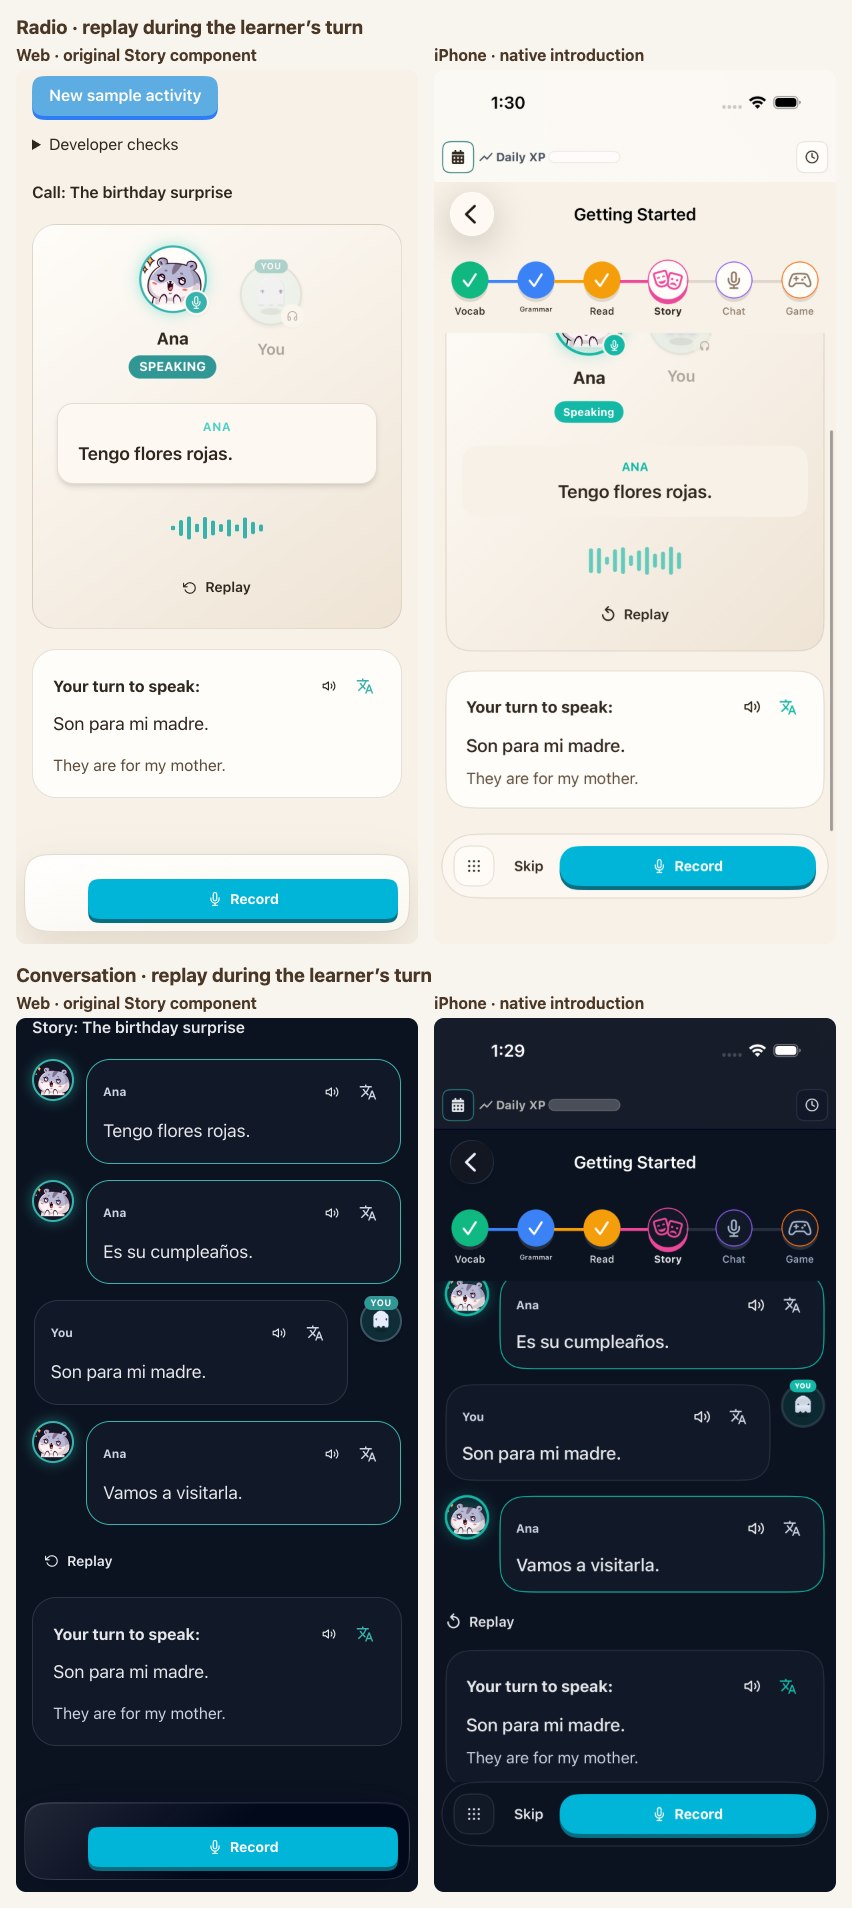 Radio · replay during the learner’s turn
Web · original Story component
New sample activity
Developer checks
Call: The birthday surprise
YOU
Ana
You
SPEAKING
ANA
Tengo flores rojas.
Replay
Your turn to speak:
Son para mi madre.
They are for my mother.
Record
iPhone · native introduction
1:30
Daily XP
Getting Started
Vocab
Grammar
Read
Story
Chat
Game
Ana
You
Speaking
ANA
Tengo flores rojas.
Replay
Your turn to speak:
Son para mi madre.
They are for my mother.
Skip
Record
Conversation · replay during the learner’s turn
Web · original Story component
Story: The birthday surprise
Ana
Tengo flores rojas.
Ana
Es su cumpleaños.
YOU
You
Son para mi madre.
Ana
Vamos a visitarla.
Replay
Your turn to speak:
Son para mi madre.
They are for my mother.
Record
iPhone · native introduction
1:29
Daily XP
Getting Started
Vocab
Grammar
Read
Story
Chat
Game
Ana
Es su cumpleaños.
YOU
You
Son para mi madre.
Ana
Vamos a visitarla.
Replay
Your turn to speak:
Son para mi madre.
They are for my mother.
Skip
Record